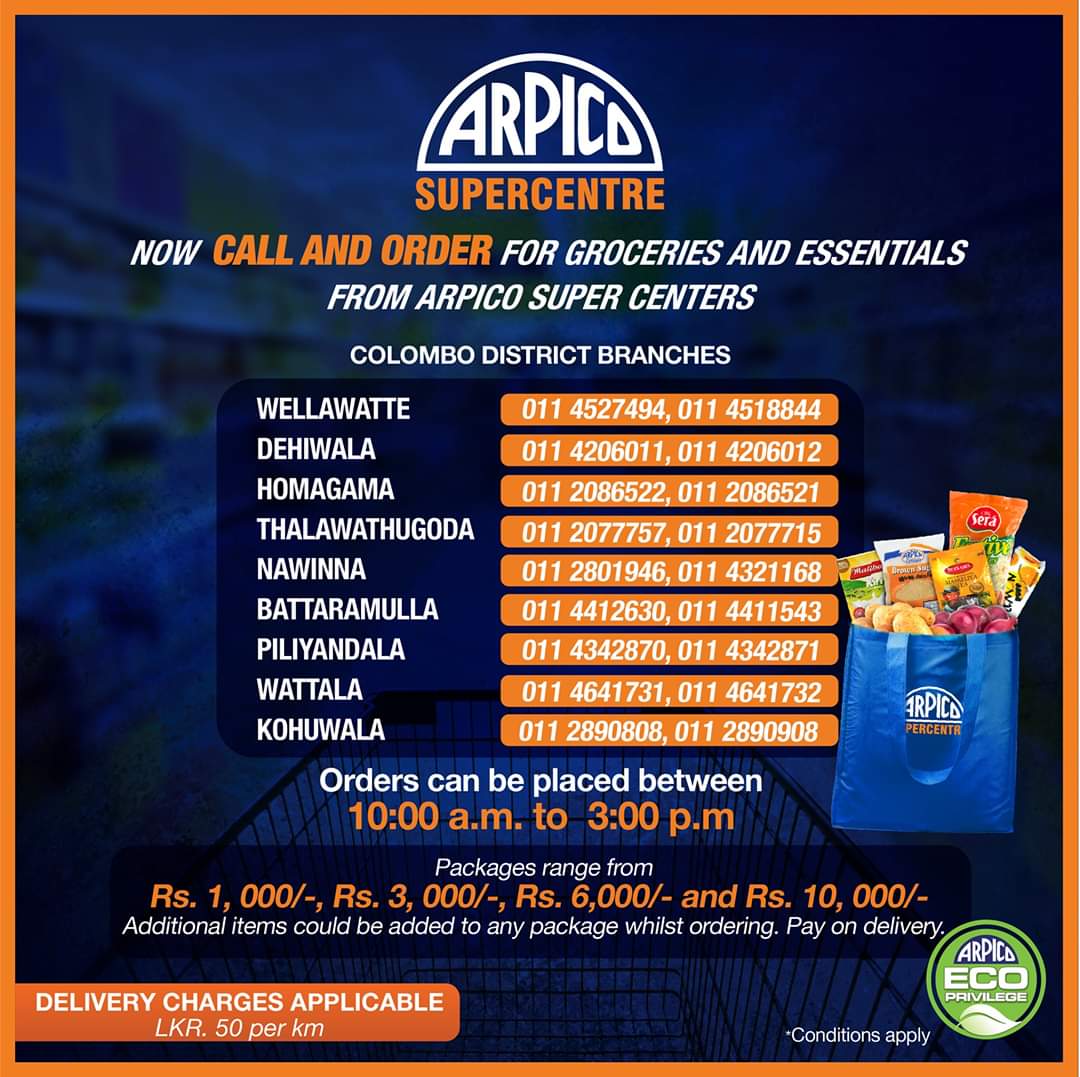 ARPICO
SUPERCENTRE
NOW CALL AND ORDER FOR GROCERIES AND ESSENTIALS
FROM ARPICO SUPER CENTERS
COLOMBO DISTRICT BRANCHES
WELLAWATTE 011 4527494, 011 4518844
DEHIWALA 011 4206011, 011 4206012
HOMAGAMA 011 2086522, 011 2086521
THALAWATHUGODA 011 2077757, 011 2077715
NAWINNA 011 2801946, 011 4321168
BATTARAMULLA 011 4412630, 011 4411543
PILIYANDALA 011 4342870, 011 4342871
WATTALA 011 4641731, 011 4641732
KOHUWALA 011 2890808, 011 2890908
Sera
Brown Sug
ARPICO
PERCENTR
Orders can be placed between
10:00 a.m. to 3:00 p.m
Packages range from
Rs. 1, 000/-, Rs. 3, 000/-, Rs. 6,000/- and Rs. 10, 000/-
Additional items could be added to any package whilst ordering. Pay on delivery.
ARPICO
ECO
PRIVILEGE
DELIVERY CHARGES APPLICABLE
LKR. 50 per km
*Conditions apply